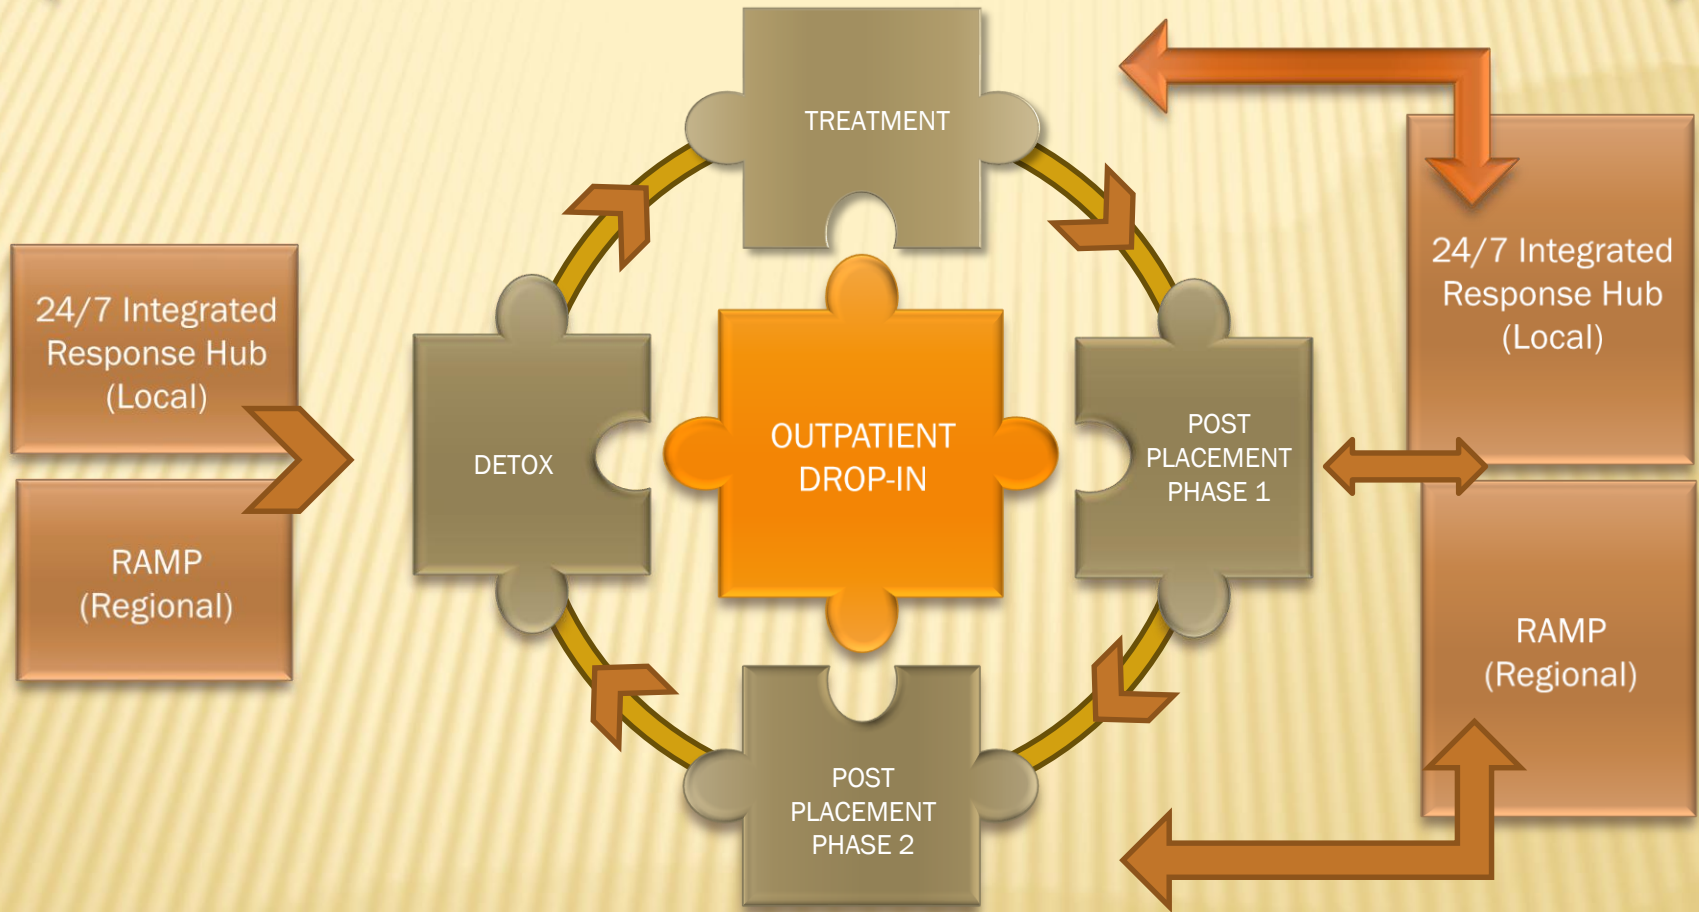 TREATMENT
24/7 Integrated
Response Hub
(Local)
RAMP
(Regional)
DETOX
OUTPATIENT
DROP-IN
POST
PLACEMENT
PHASE 1
POST
PLACEMENT
PHASE 2
24/7 Integrated
Response Hub
(Local)
RAMP
(Regional)